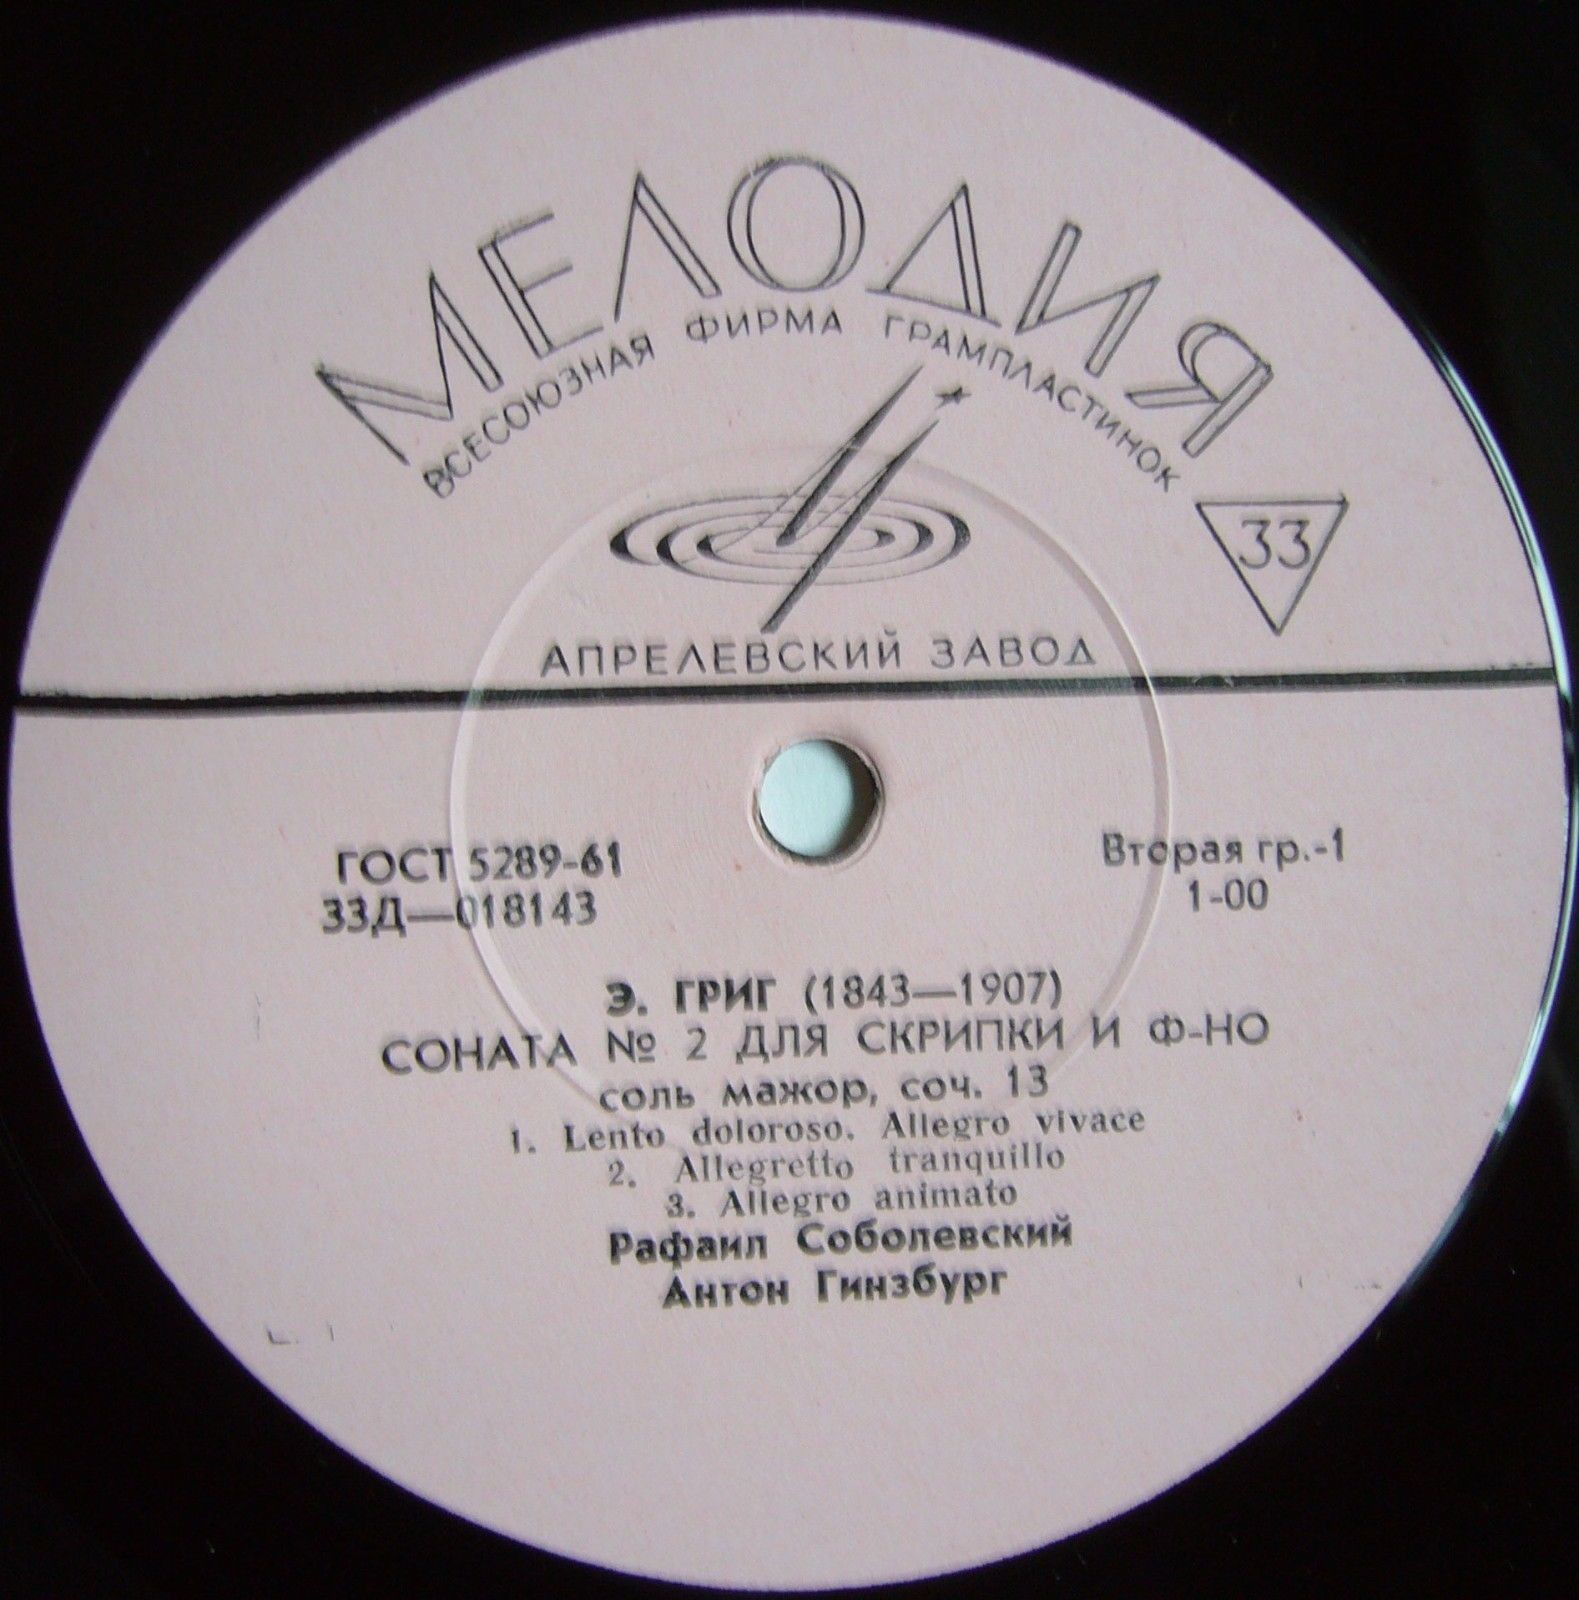 МЕЛОДИЯ
ВСЕСОЮЗНАЯ ФИРМА ГРАМПЛАСТИНОК
33
АПРЕЛЕВСКИЙ ЗАВОД
ГОСТ 5289-61
Вторая гр.-1
33Д—018143
1-00
Э. ГРИГ (1843—1907)
СОНАТА № 2 ДЛЯ СКРИПКИ И Ф-НО
соль мажор, соч. 13
1. Lento doloroso. Allegro vivace
2. Allegretto tranquillo
3. Allegro animato
Рафаил Соболевский
Антон Гинзбург